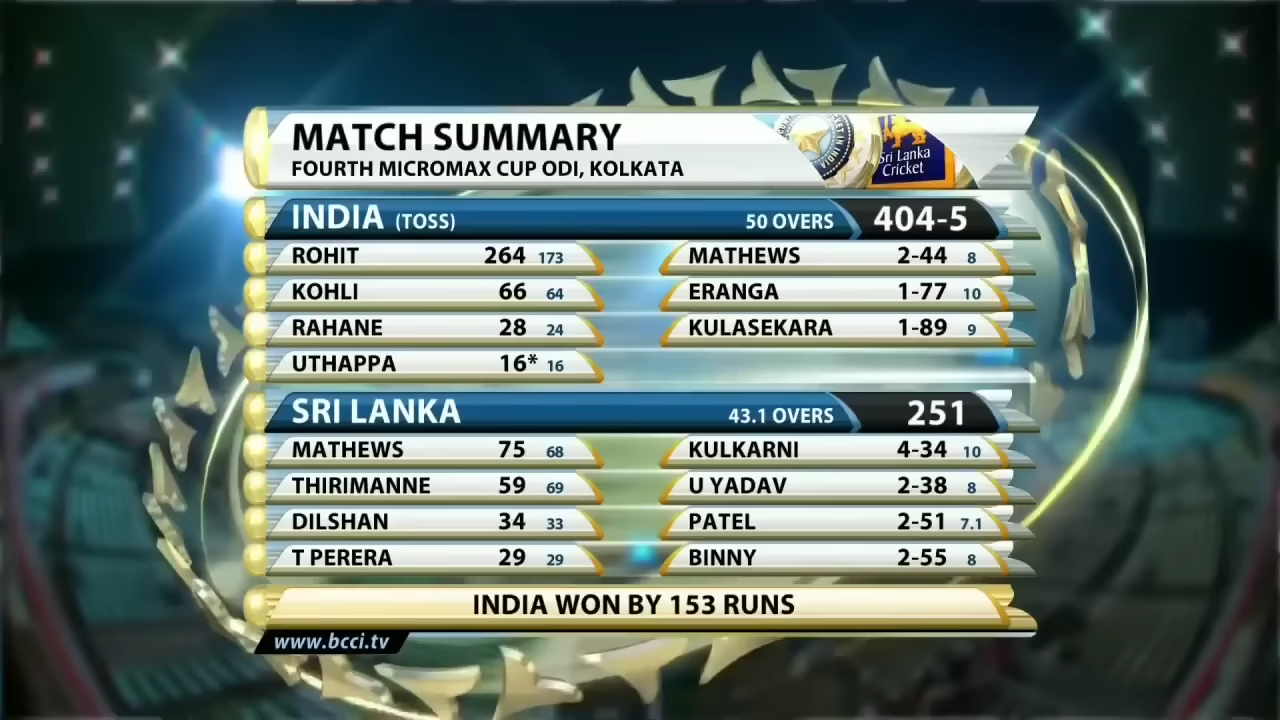 MATCH SUMMARY
FOURTH MICROMAX CUP ODI, KOLKATA
Sri Lanka
Cricket
INDIA (TOSS) 50 OVERS 404-5
ROHIT 264 173 MATHEWS 2-44 8
KOHLI 66 64 ERANGA 1-77 10
RAHANE 28 24 KULASEKARA 1-89 9
UTHAPPA 16* 16
SRI LANKA 43.1 OVERS 251
MATHEWS 75 68 KULKARNI 4-34 10
THIRIMANNE 59 69 U YADAV 2-38 8
DILSHAN 34 33 PATEL 2-51 7.1
T PERERA 29 29 BINNY 2-55 8
INDIA WON BY 153 RUNS
www.bcci.tv